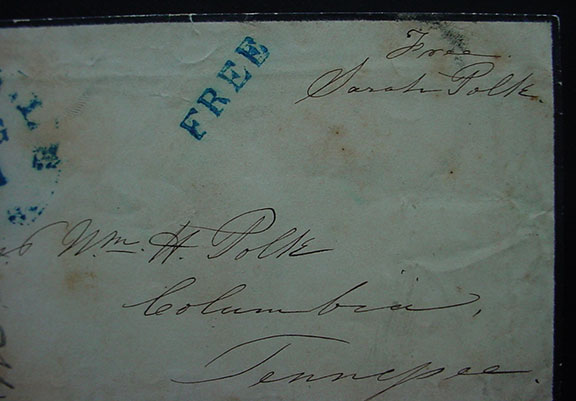 FREE
Free
Sarah Polk.
Wm. H. Polk
Columbia,
Tennessee.